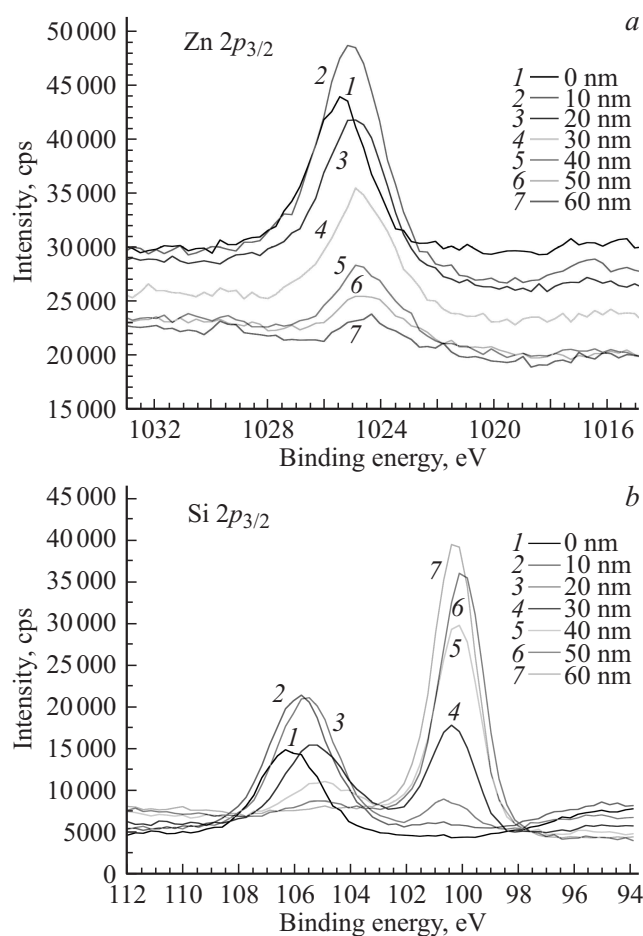 a
Zn 2p3/2
50 000
45 000
40 000
35 000
30 000
25 000
20 000
15 000
Intensity, cps
2
1
3
4
5
6
7
1 — 0 nm
2 — 10 nm
3 — 20 nm
4 — 30 nm
5 — 40 nm
6 — 50 nm
7 — 60 nm
1032 1028 1024 1020 1016
Binding energy, eV
b
Si 2p3/2
45 000
40 000
35 000
30 000
25 000
20 000
15 000
10 000
5000
0
Intensity, cps
2
1
3
7
6
5
4
1 — 0 nm
2 — 10 nm
3 — 20 nm
4 — 30 nm
5 — 40 nm
6 — 50 nm
7 — 60 nm
112 110 108 106 104 102 100 98 96 94
Binding energy, eV